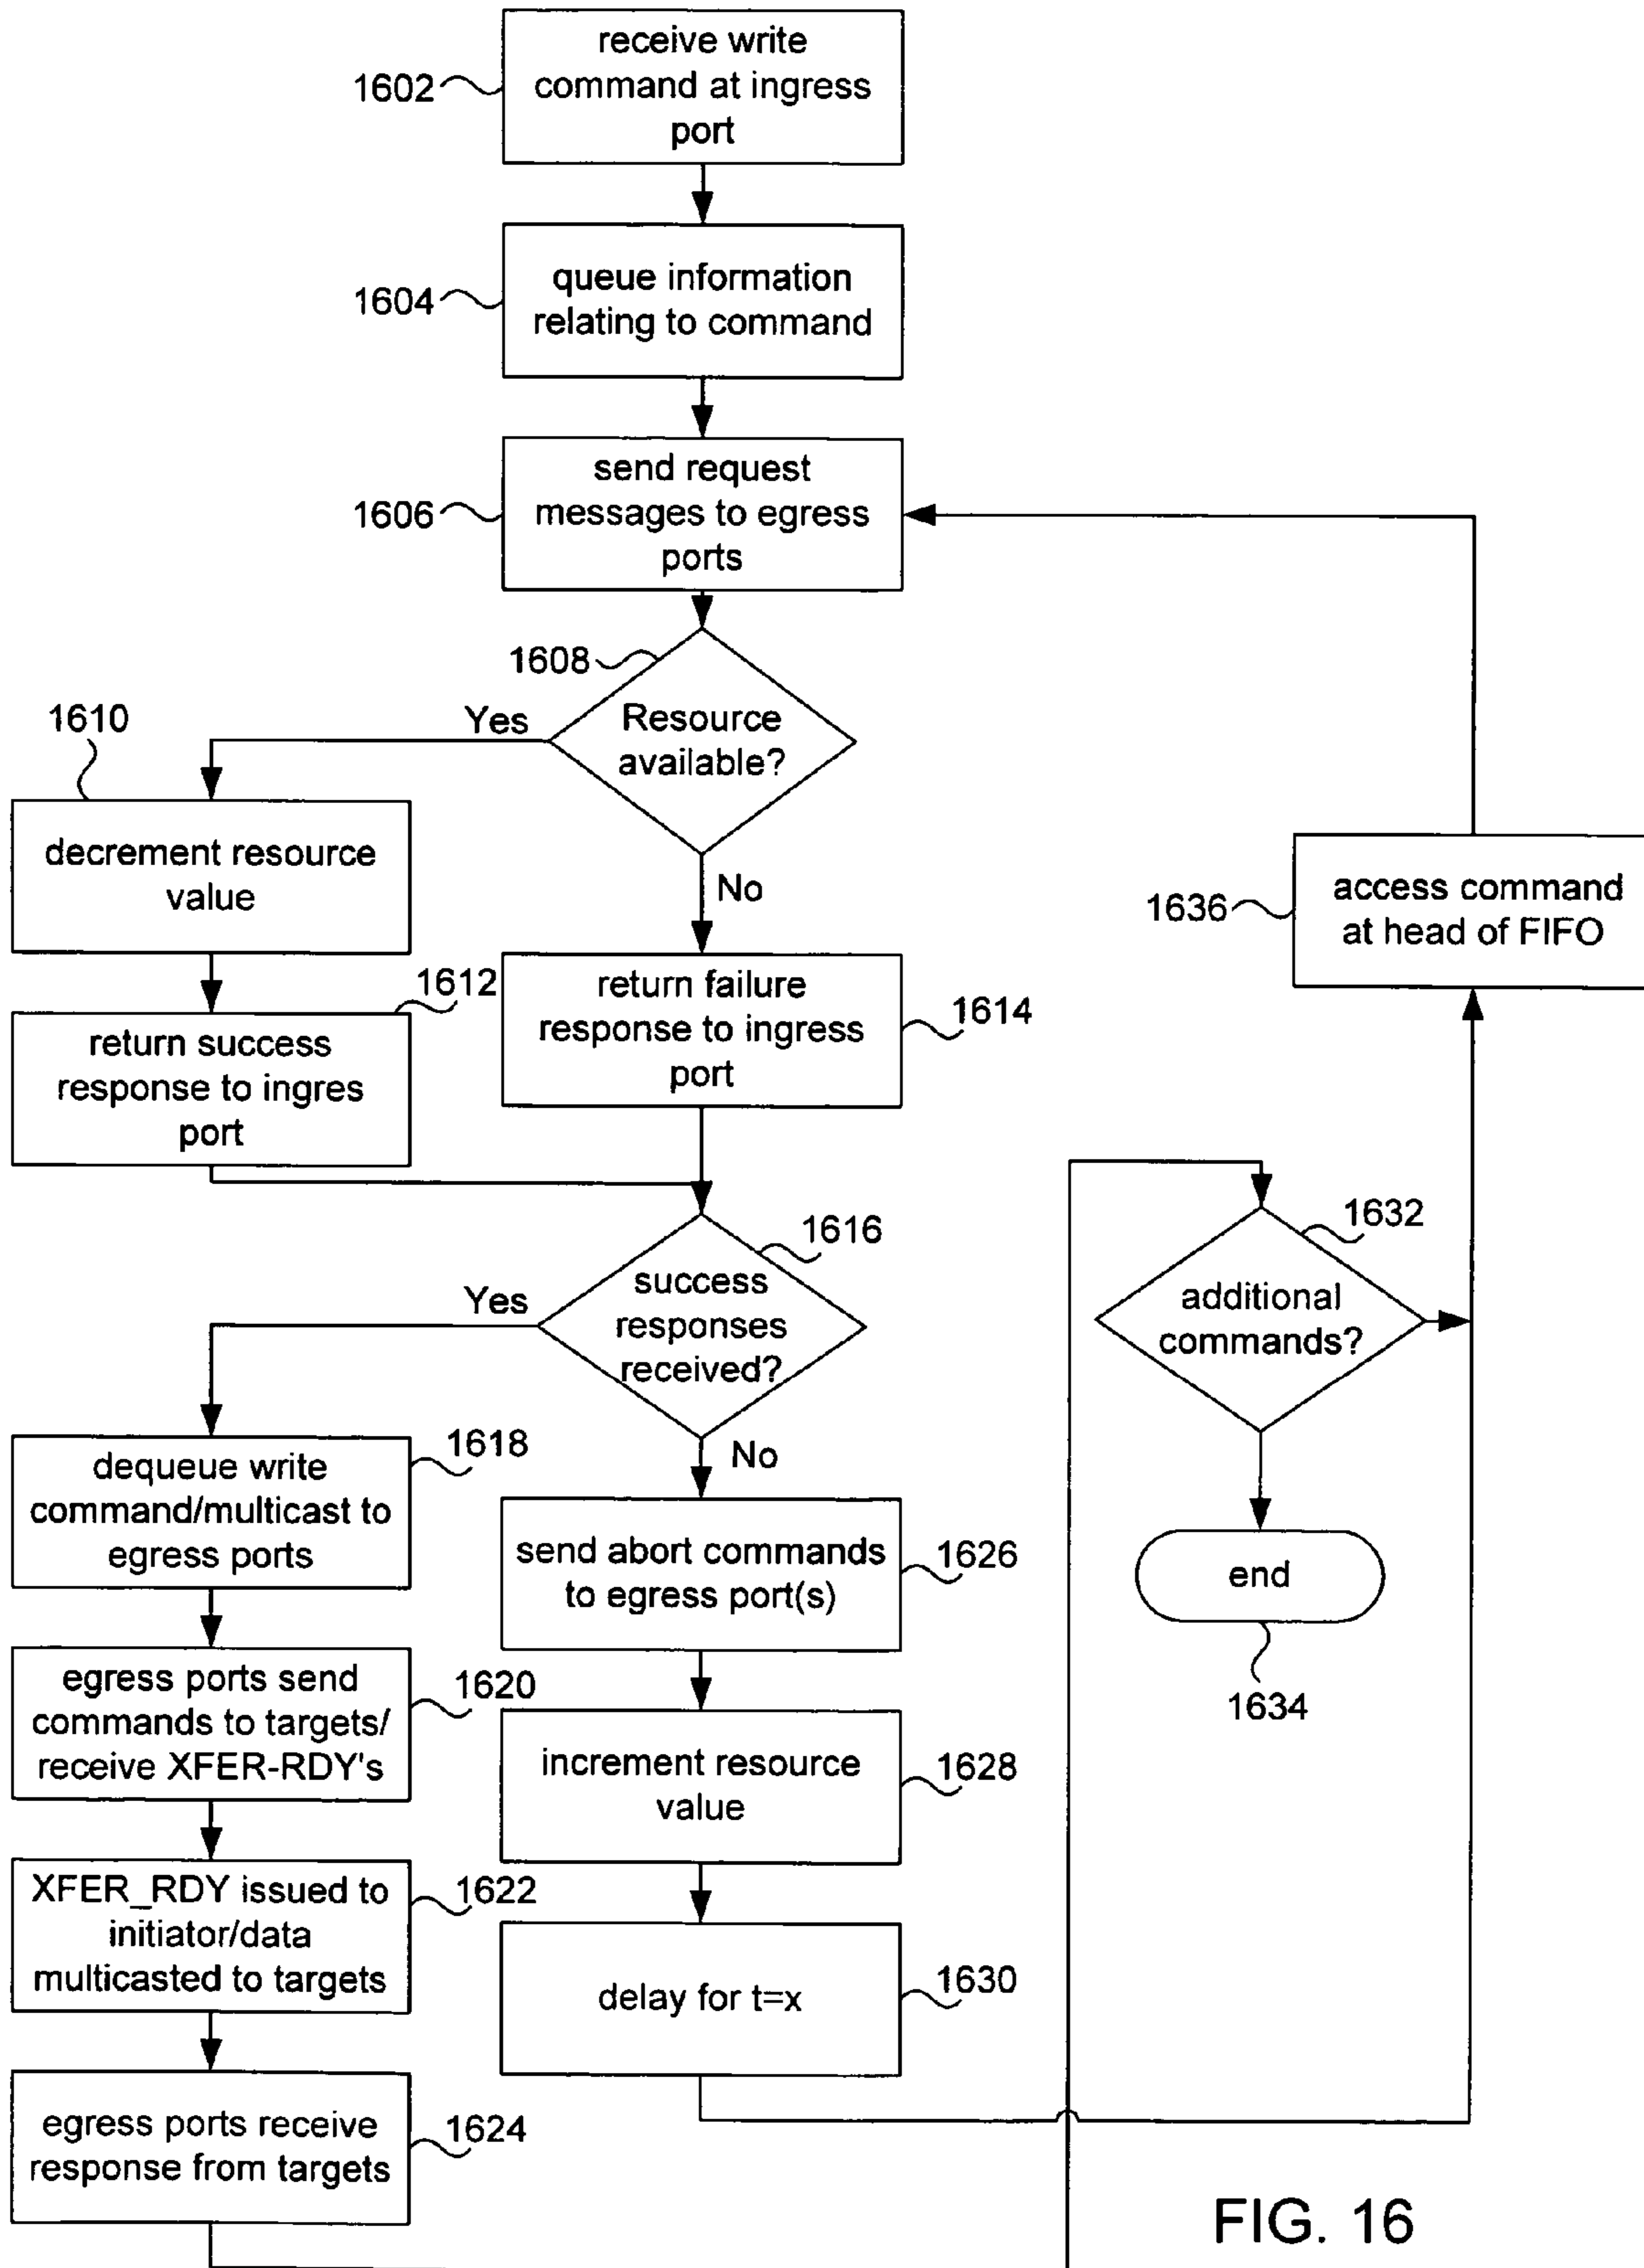 receive write
command at ingress
port
1602
queue information
relating to command
1604
send request
messages to egress
ports
1606
1608
Resource
available?
Yes
No
1610
decrement resource
value
1612
return success
response to ingres
port
return failure
response to ingress
port
1614
1636
access command
at head of FIFO
1616
success
responses
received?
Yes
No
1632
additional
commands?
dequeue write
command/multicast to
egress ports
1618
send abort commands
to egress port(s)
1626
end
1634
egress ports send
commands to targets/
receive XFER-RDY's
1620
increment resource
value
1628
XFER_RDY issued to
initiator/data
multicasted to targets
1622
delay for t=x
1630
egress ports receive
response from targets
1624
FIG. 16